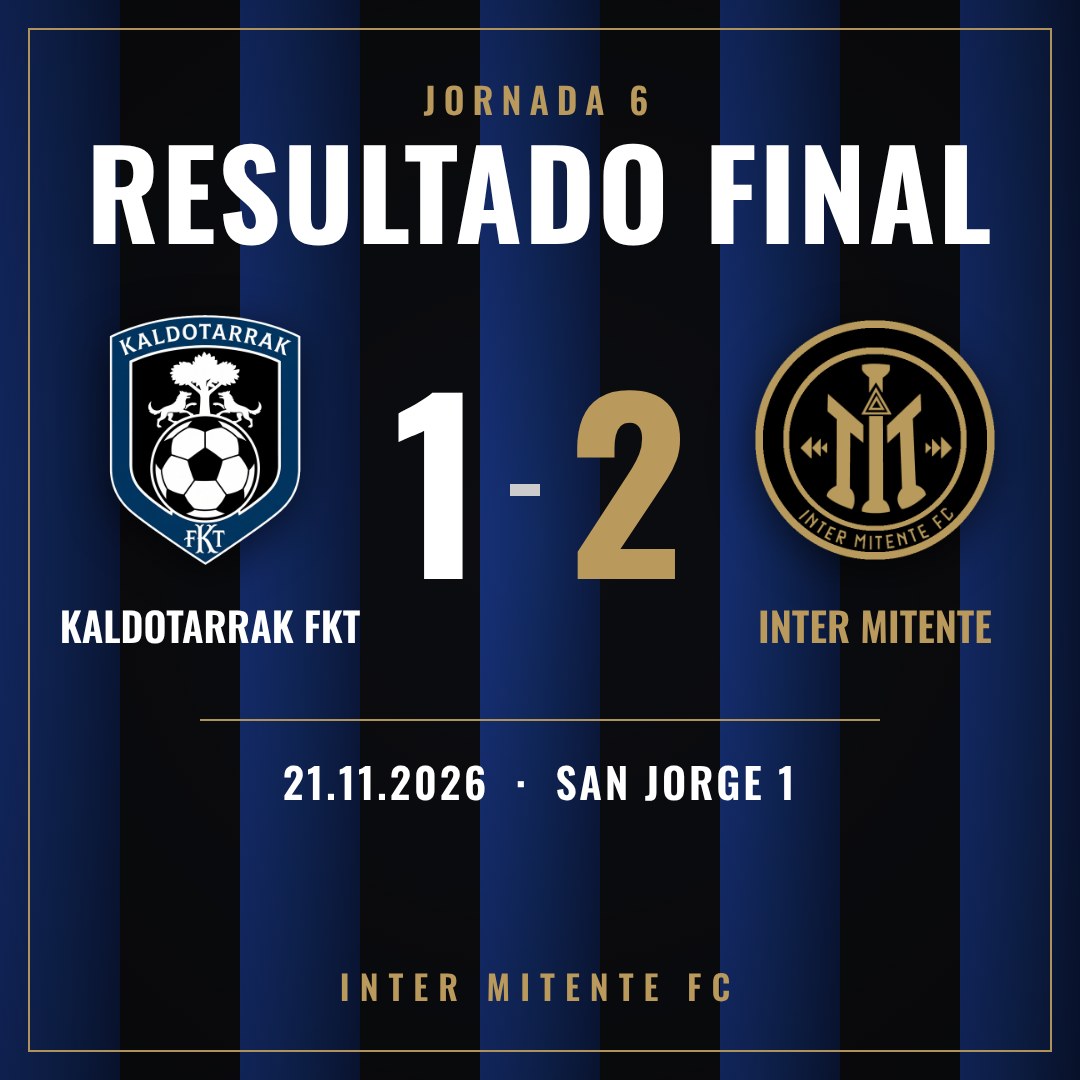 JORNADA 6
RESULTADO FINAL
KALDOTARRAK
FKT
1 - 2
INTER MITENTE FC
KALDOTARRAK FKT
INTER MITENTE
21.11.2026 · SAN JORGE 1
INTER MITENTE FC